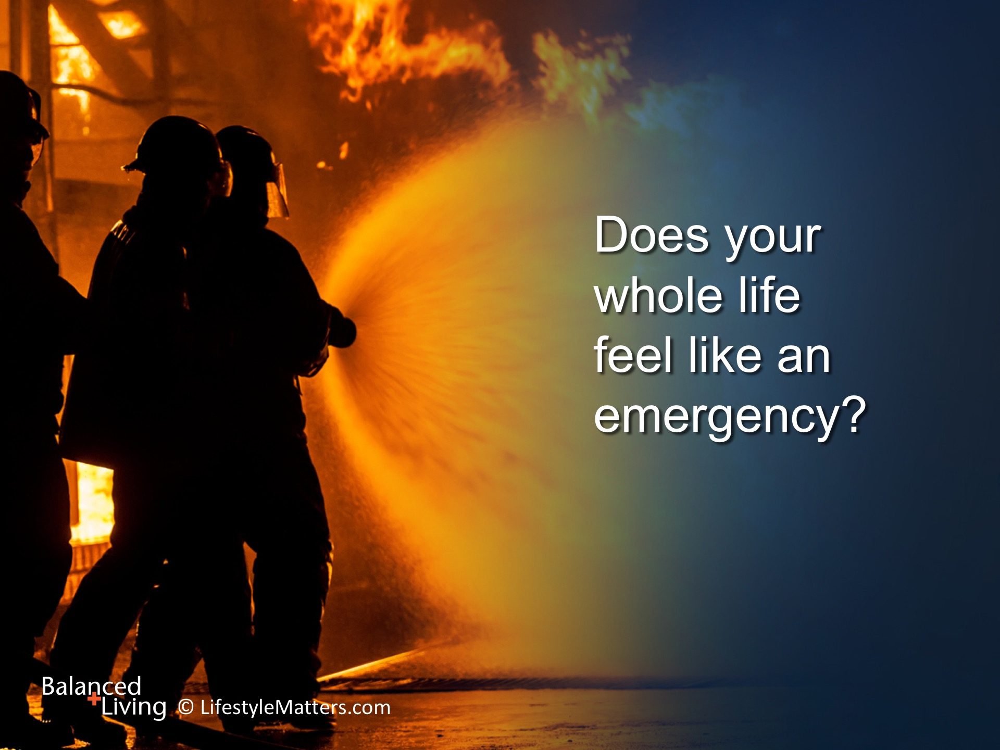 Does your
whole life
feel like an
emergency?
Balanced
Living © LifestyleMatters.com